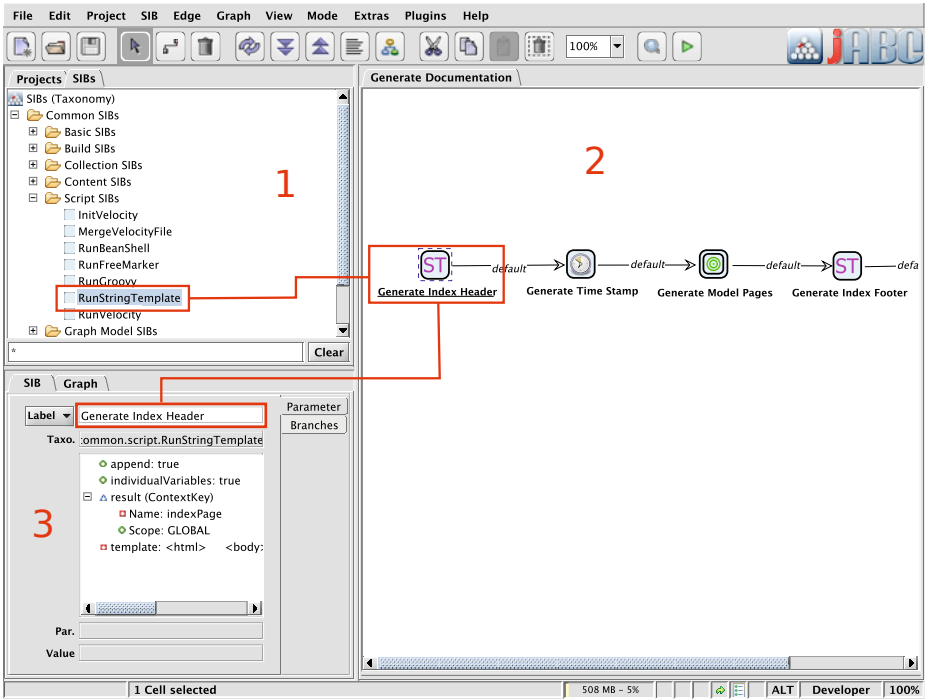 File Edit Project SIB Edge Graph View Mode Extras Plugins Help
100%
jABC
Projects SIBs
SIBs (Taxonomy)
Common SIBs
Basic SIBs
Build SIBs
Collection SIBs
Content SIBs
Script SIBs
InitVelocity
MergeVelocityFile
RunBeanShell
RunFreeMarker
RunGroovy
RunStringTemplate
RunVelocity
Graph Model SIBs
1
*
Clear
Generate Documentation
2
ST
default
default
default
ST
defa
Generate Index Header
Generate Time Stamp
Generate Model Pages
Generate Index Footer
SIB Graph
Label
Generate Index Header
Parameter
Branches
Taxo.
ommon.script.RunStringTemplate
append: true
individualVariables: true
result (ContextKey)
Name: indexPage
Scope: GLOBAL
template: <html> <body>
3
Par.
Value
1 Cell selected
508 MB - 5%
ALT
Developer
100%